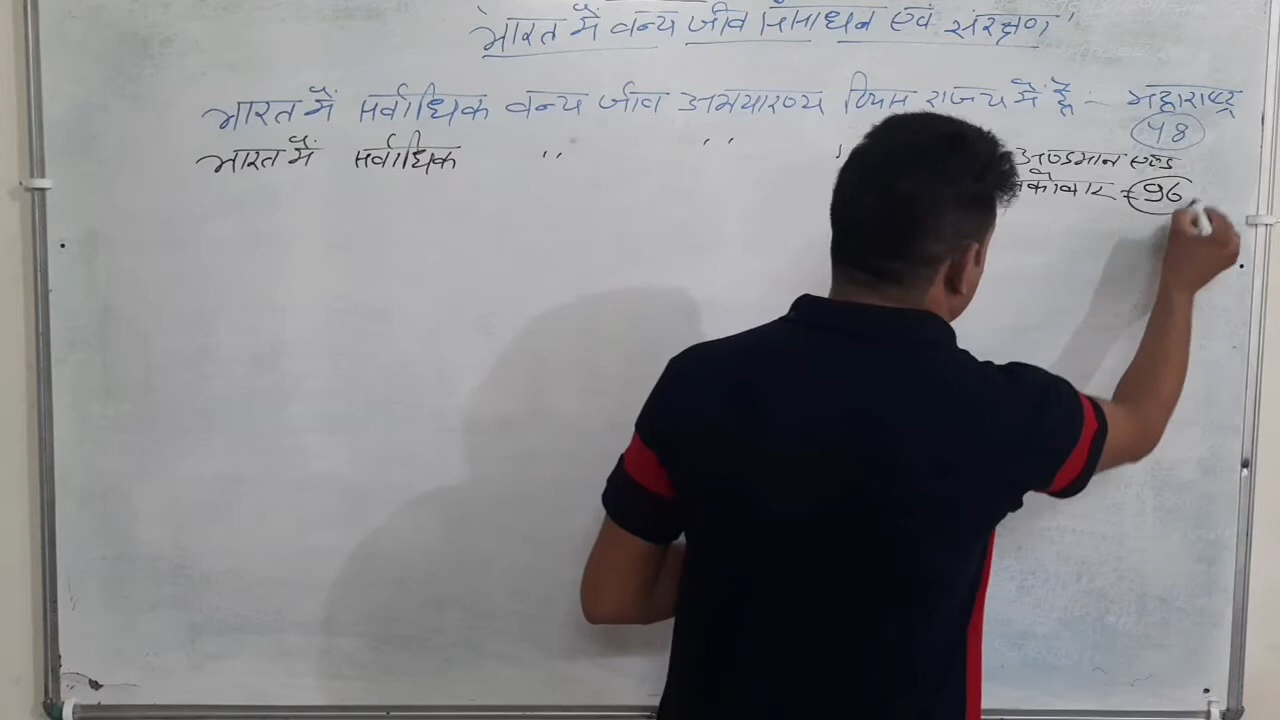 भारत में वन्य जीव संसाधन एवं संरक्षण
भारत में सर्वाधिक वन्य जीव अभयारण्य किस राज्य में है :- महाराष्ट्र
48
भारत में सर्वाधिक " " अण्डमान एण्ड
निकोबार = 96